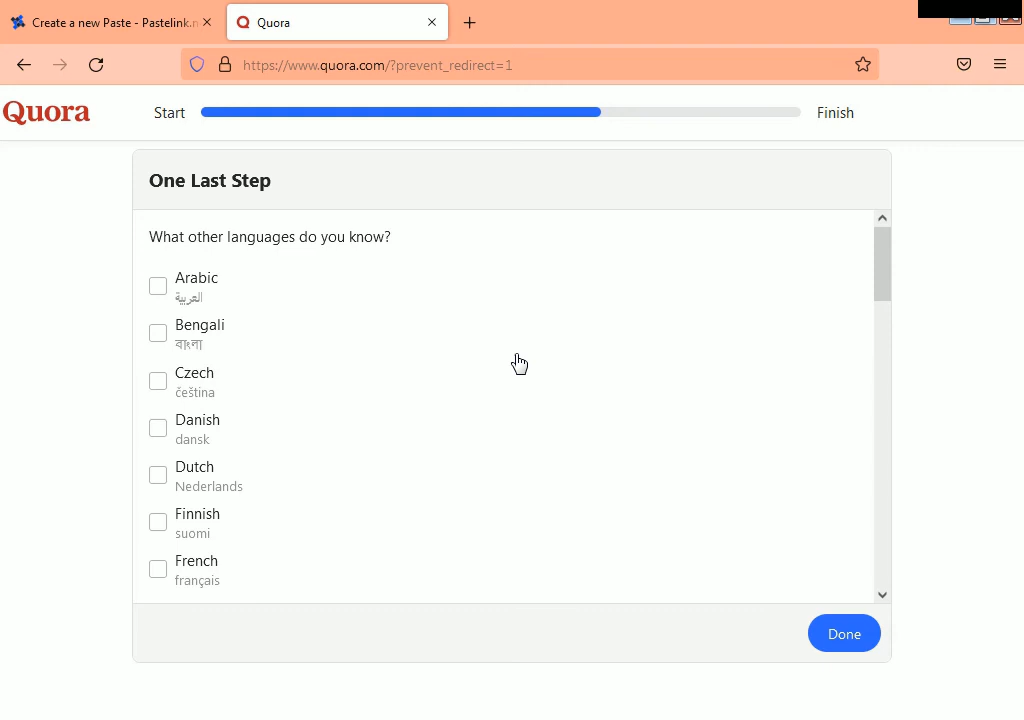 Create a new Paste - Pastelink.n
Quora
https://www.quora.com/?prevent_redirect=1
Quora
Start
Finish
One Last Step
What other languages do you know?
Arabic
العربية
Bengali
বাংলা
Czech
čeština
Danish
dansk
Dutch
Nederlands
Finnish
suomi
French
français
Done